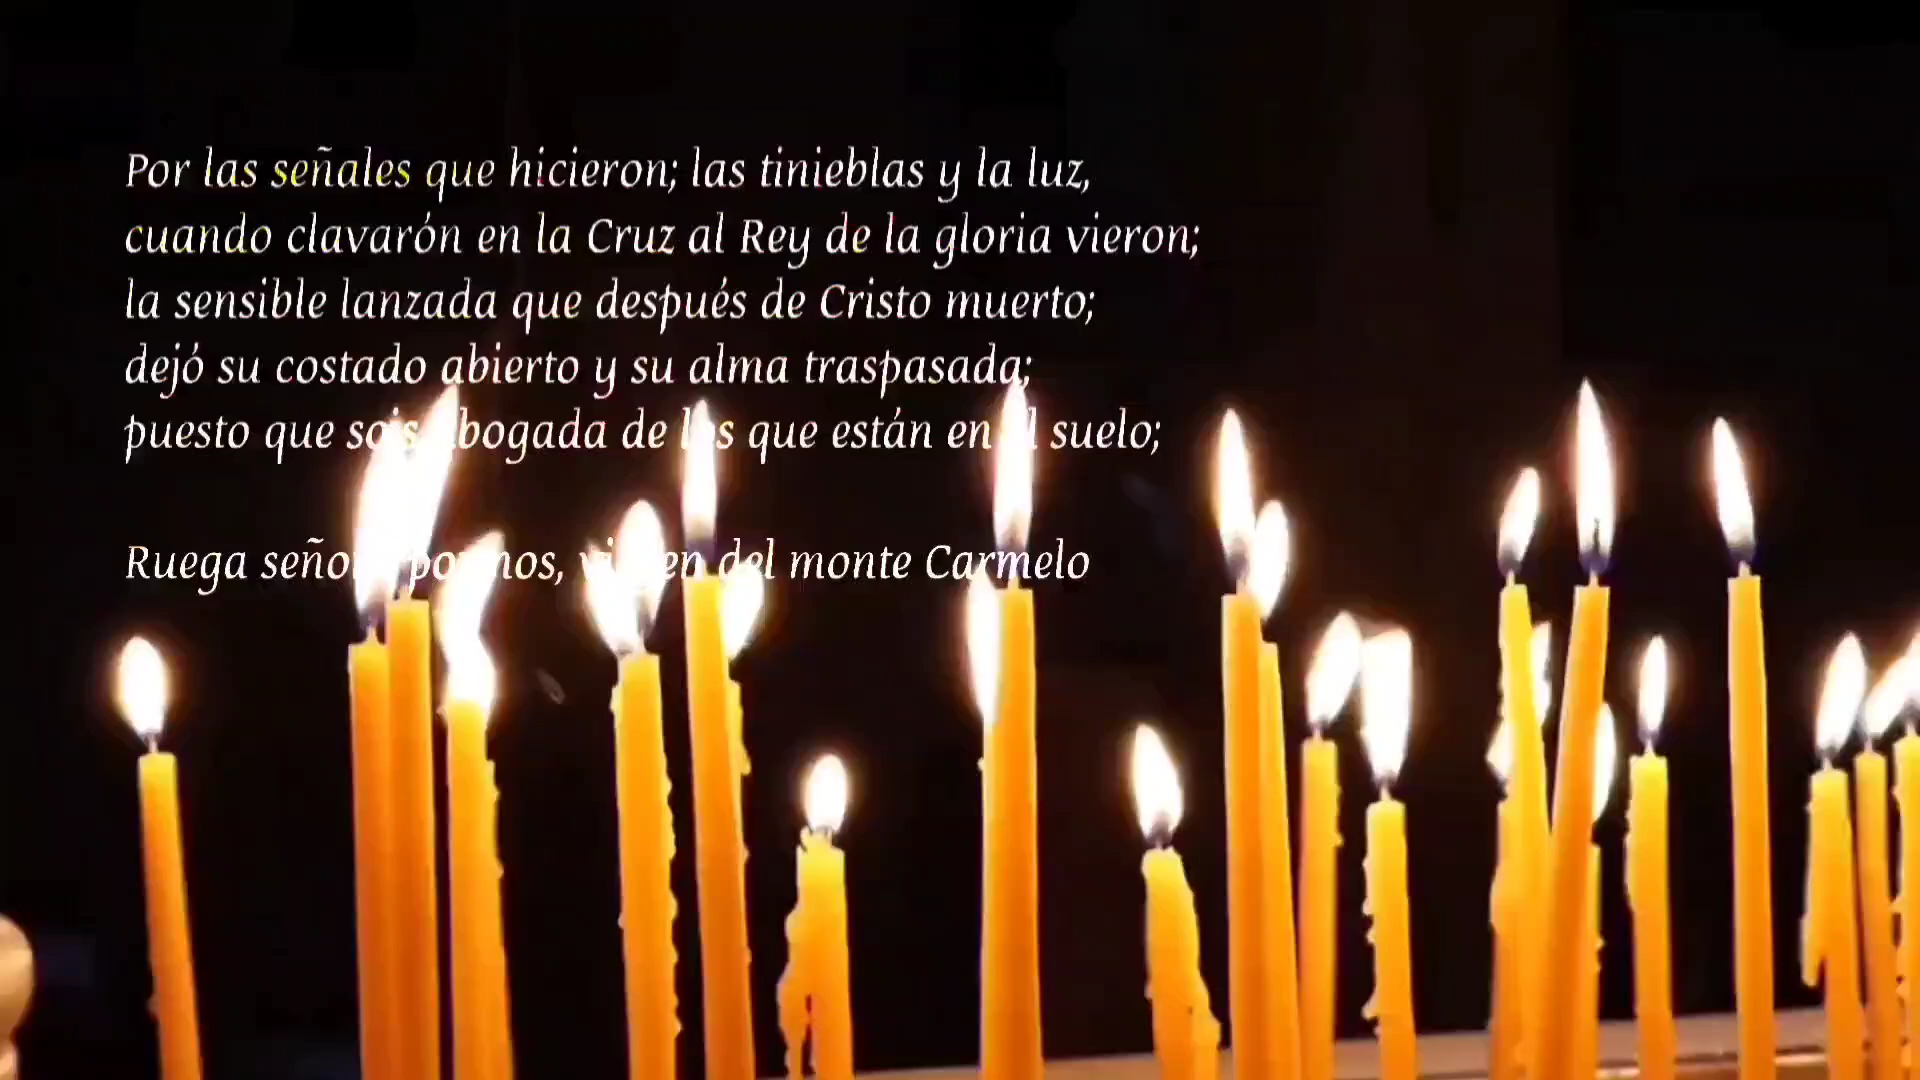 Por las señales que hicieron; las tinieblas y la luz,
cuando clavarón en la Cruz al Rey de la gloria vieron;
la sensible lanzada que después de Cristo muerto;
dejó su costado abierto y su alma traspasada;
puesto que sois abogada de los que están en el suelo;
Ruega señora por nos, virgen del monte Carmelo